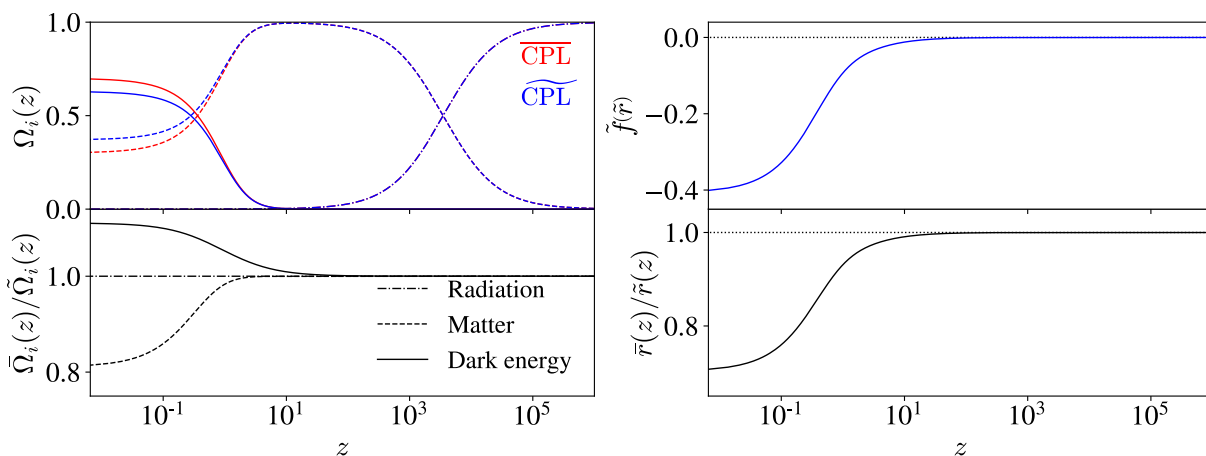 1.0
0.5
0.0
Ω_i(z)
C̅P̅L̅
C͠P͠L͠
1.0
0.8
Ω̄_i(z)/Ω̃_i(z)
Radiation
Matter
Dark energy
10^-1
10^1
10^3
10^5
z
0.0
−0.2
−0.4
f̃(r̃)
1.0
0.8
r̄(z)/r̃(z)
10^-1
10^1
10^3
10^5
z